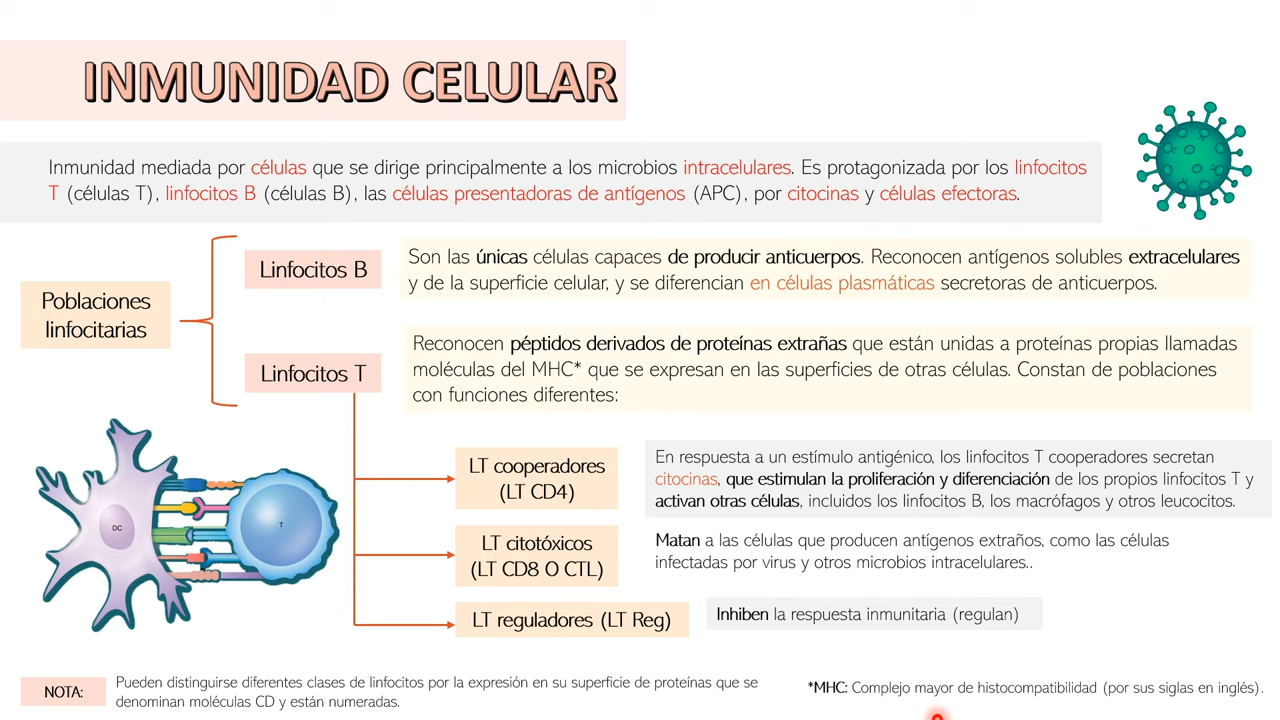 INMUNIDAD CELULAR
Inmunidad mediada por células que se dirige principalmente a los microbios intracelulares. Es protagonizada por los linfocitos
T (células T), linfocitos B (células B), las células presentadoras de antígenos (APC), por citocinas y células efectoras.
Poblaciones
linfocitarias
Linfocitos B
Son las únicas células capaces de producir anticuerpos. Reconocen antígenos solubles extracelulares
y de la superficie celular, y se diferencian en células plasmáticas secretoras de anticuerpos.
Linfocitos T
Reconocen péptidos derivados de proteínas extrañas que están unidas a proteínas propias llamadas
moléculas del MHC* que se expresan en las superficies de otras células. Constan de poblaciones
con funciones diferentes:
DC
T
LT cooperadores
(LT CD4)
En respuesta a un estímulo antigénico, los linfocitos T cooperadores secretan
citocinas, que estimulan la proliferación y diferenciación de los propios linfocitos T y
activan otras células, incluidos los linfocitos B, los macrófagos y otros leucocitos.
LT citotóxicos
(LT CD8 O CTL)
Matan a las células que producen antígenos extraños, como las células
infectadas por virus y otros microbios intracelulares..
LT reguladores (LT Reg)
Inhiben la respuesta inmunitaria (regulan)
NOTA:
Pueden distinguirse diferentes clases de linfocitos por la expresión en su superficie de proteínas que se
denominan moléculas CD y están numeradas.
*MHC: Complejo mayor de histocompatibilidad (por sus siglas en inglés).